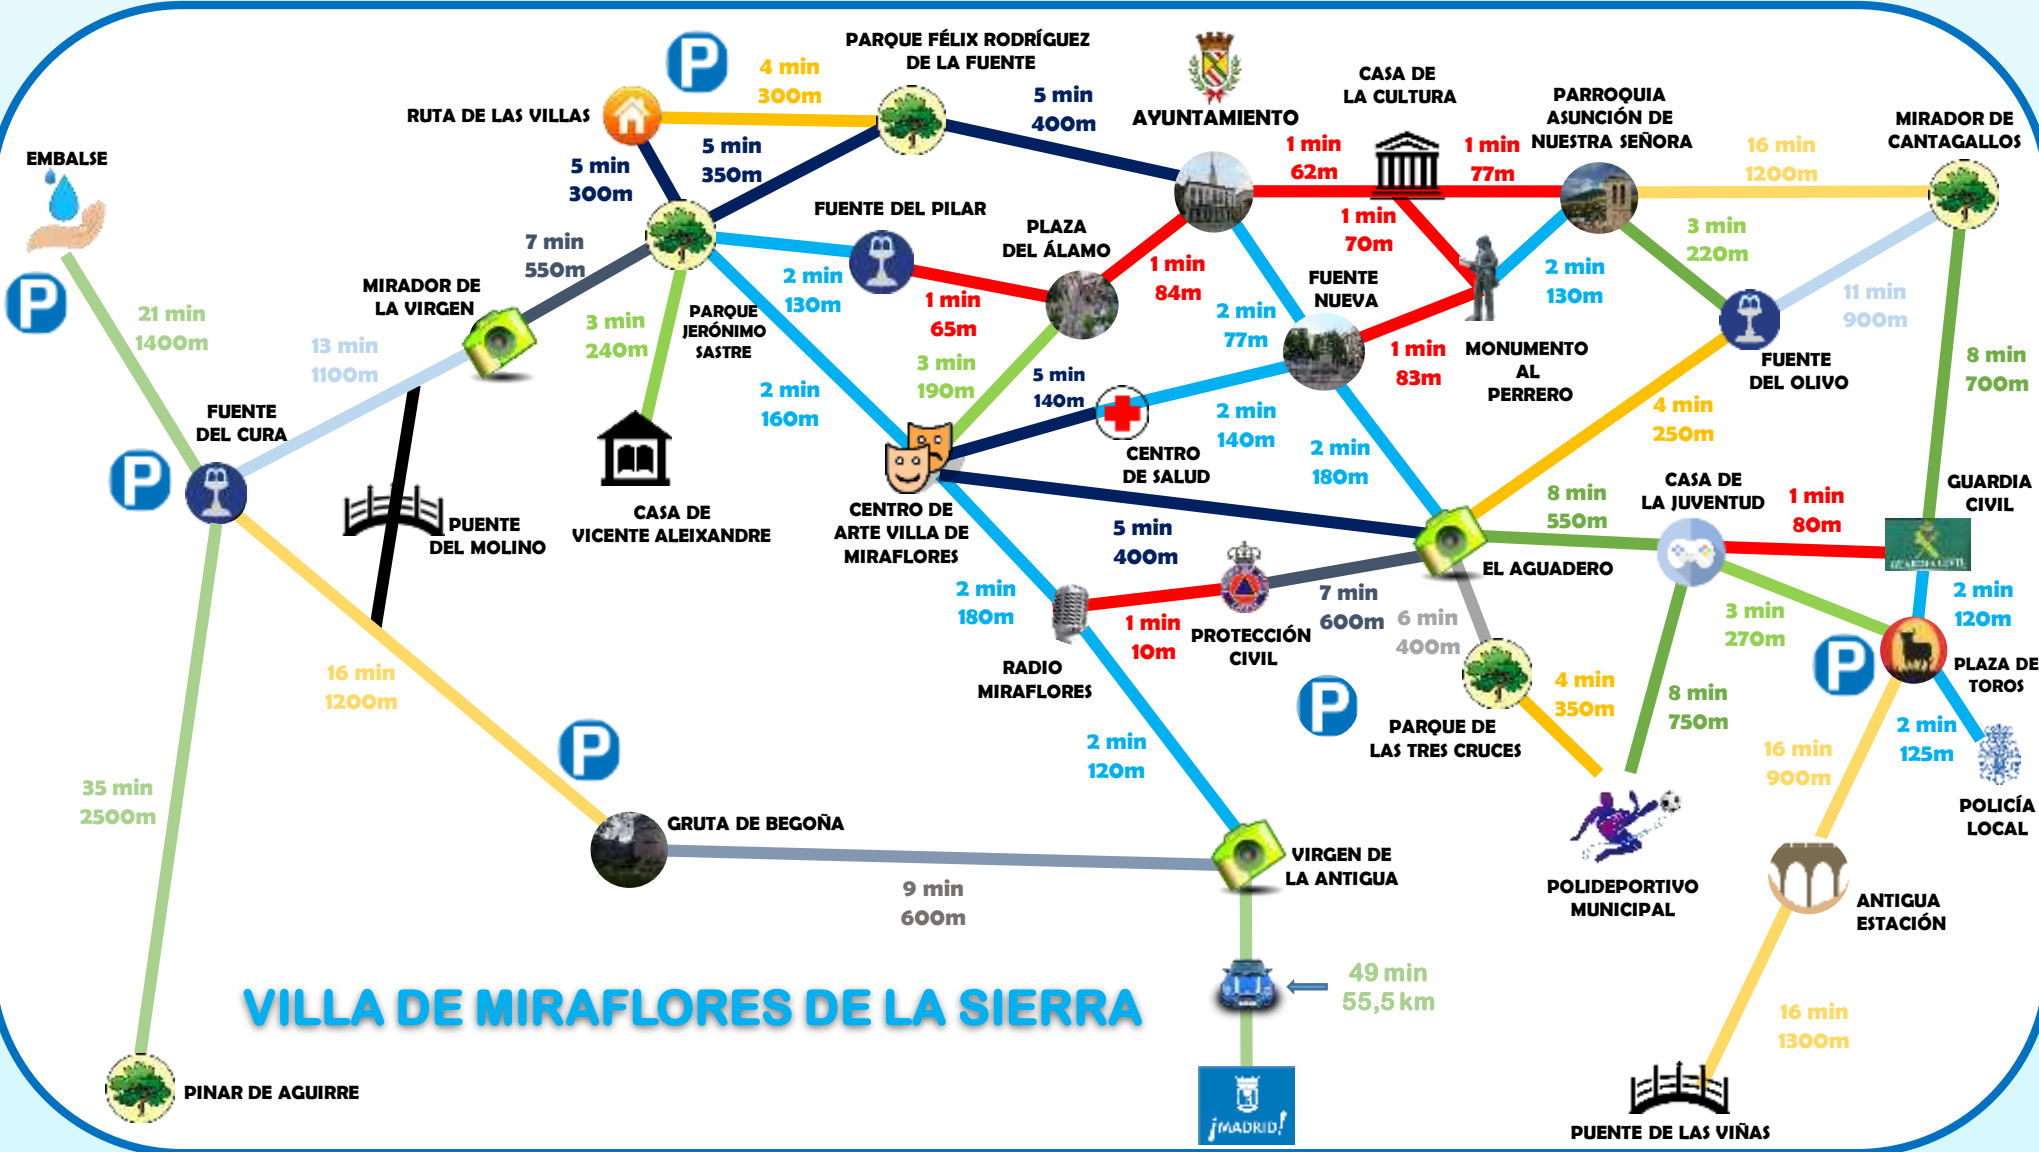 P
4 min
300m
PARQUE FÉLIX RODRÍGUEZ
DE LA FUENTE
5 min
400m
AYUNTAMIENTO
CASA DE
LA CULTURA
PARROQUIA
ASUNCIÓN DE
NUESTRA SEÑORA
MIRADOR DE
CANTAGALLOS
RUTA DE LAS VILLAS
5 min
300m
5 min
350m
1 min
62m
1 min
77m
16 min
1200m
EMBALSE
P
21 min
1400m
7 min
550m
MIRADOR DE
LA VIRGEN
13 min
1100m
FUENTE DEL PILAR
2 min
130m
1 min
65m
PLAZA
DEL ÁLAMO
1 min
84m
1 min
70m
FUENTE
NUEVA
2 min
77m
2 min
130m
3 min
220m
11 min
900m
PARQUE
JERÓNIMO
SASTRE
3 min
240m
2 min
160m
3 min
190m
5 min
140m
2 min
140m
1 min
83m
MONUMENTO
AL
PERRERO
FUENTE
DEL OLIVO
8 min
700m
4 min
250m
FUENTE
DEL CURA
P
PUENTE
DEL MOLINO
CASA DE
VICENTE ALEIXANDRE
CENTRO DE
ARTE VILLA DE
MIRAFLORES
CENTRO
DE SALUD
2 min
180m
8 min
550m
CASA DE
LA JUVENTUD
1 min
80m
GUARDIA
CIVIL
GUARDIA CIVIL
5 min
400m
EL AGUADERO
2 min
180m
1 min
10m
PROTECCIÓN
CIVIL
7 min
600m
6 min
400m
3 min
270m
2 min
120m
P
PLAZA DE
TOROS
RADIO
MIRAFLORES
16 min
1200m
P
P
PARQUE DE
LAS TRES CRUCES
4 min
350m
8 min
750m
16 min
900m
2 min
125m
POLICÍA
LOCAL
35 min
2500m
2 min
120m
GRUTA DE BEGOÑA
9 min
600m
VIRGEN DE
LA ANTIGUA
POLIDEPORTIVO
MUNICIPAL
ANTIGUA
ESTACIÓN
VILLA DE MIRAFLORES DE LA SIERRA
49 min
55,5 km
16 min
1300m
PINAR DE AGUIRRE
¡MADRID!
PUENTE DE LAS VIÑAS